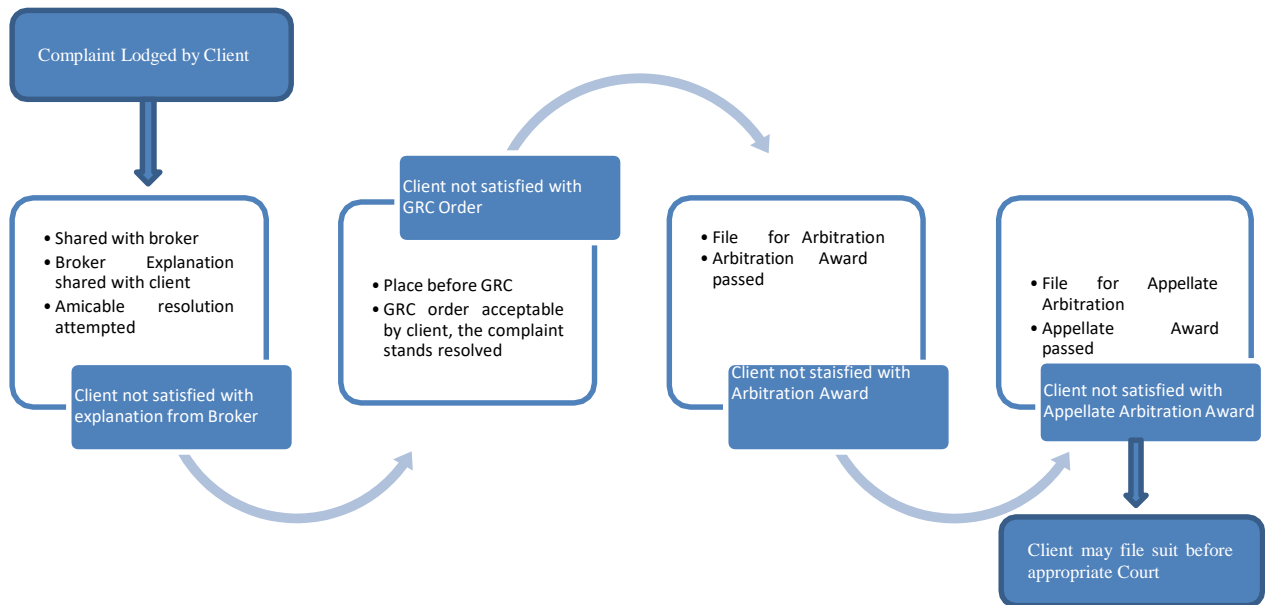 Complaint Lodged by Client
• Shared with broker
• Broker Explanation
shared with client
• Amicable resolution
attempted
Client not satisfied with
explanation from Broker
Client not satisfied with
GRC Order
• Place before GRC
• GRC order acceptable
by client, the complaint
stands resolved
• File for Arbitration
• Arbitration Award
passed
Client not staisfied with
Arbitration Award
• File for Appellate
Arbitration
• Appellate Award
passed
Client not satisfied with
Appellate Arbitration Award
Client may file suit before
appropriate Court